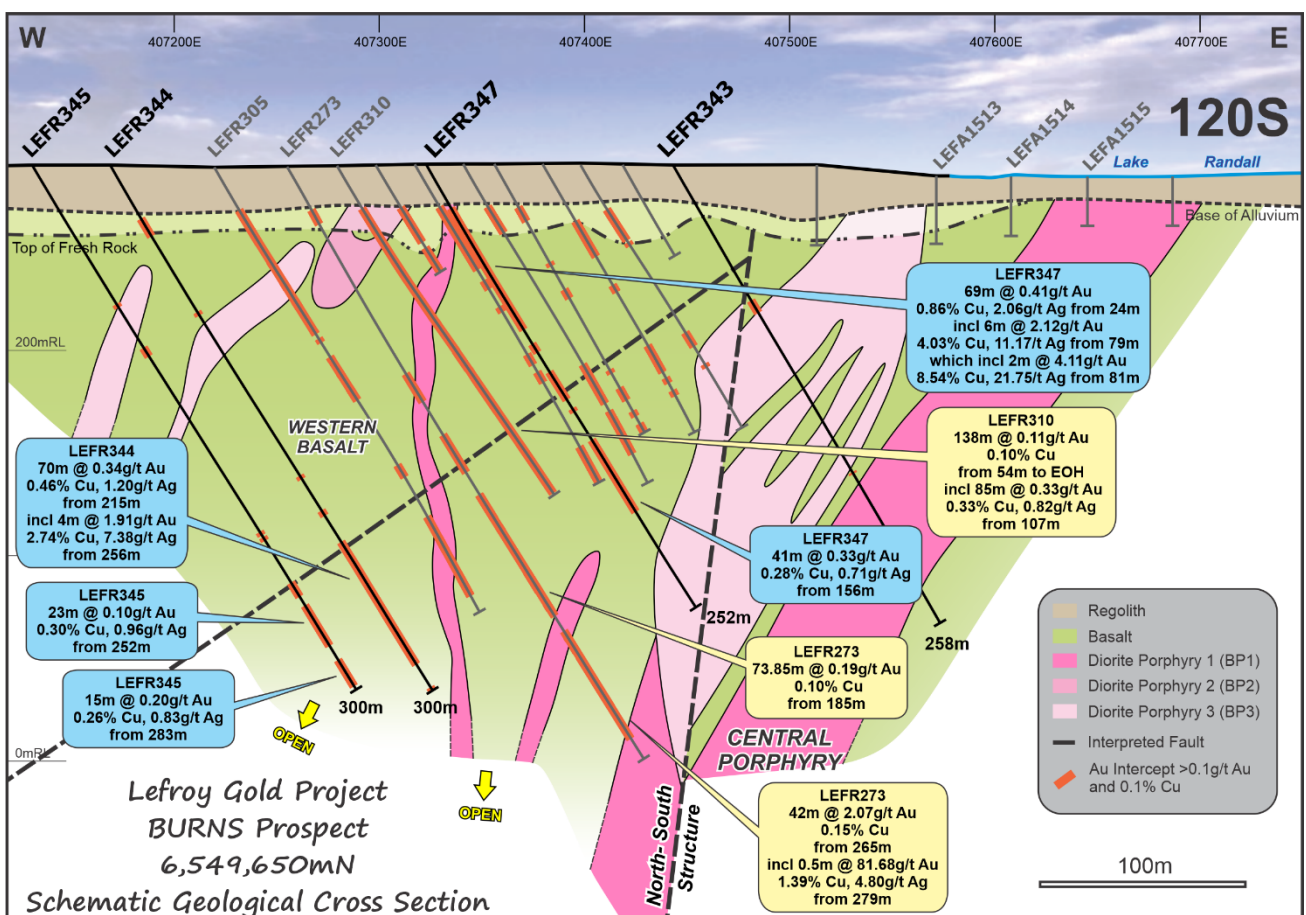 W
407200E
407300E
407400E
407500E
407600E
407700E
E
120S
LEFR345
LEFR344
LEFR305
LEFR273
LEFR310
LEFR347
LEFR343
LEFA1513
LEFA1514
LEFA1515
Lake Randall
Base of Alluvium
Top of Fresh Rock
200mRL
WESTERN
BASALT
LEFR347
69m @ 0.41g/t Au
0.86% Cu, 2.06g/t Ag from 24m
incl 6m @ 2.12g/t Au
4.03% Cu, 11.17/t Ag from 79m
which incl 2m @ 4.11g/t Au
8.54% Cu, 21.75/t Ag from 81m
LEFR310
138m @ 0.11g/t Au
0.10% Cu
from 54m to EOH
incl 85m @ 0.33g/t Au
0.33% Cu, 0.82g/t Ag
from 107m
LEFR344
70m @ 0.34g/t Au
0.46% Cu, 1.20g/t Ag
from 215m
incl 4m @ 1.91g/t Au
2.74% Cu, 7.38g/t Ag
from 256m
LEFR347
41m @ 0.33g/t Au
0.28% Cu, 0.71g/t Ag
from 156m
LEFR345
23m @ 0.10g/t Au
0.30% Cu, 0.96g/t Ag
from 252m
252m
258m
LEFR273
73.85m @ 0.19g/t Au
0.10% Cu
from 185m
LEFR345
15m @ 0.20g/t Au
0.26% Cu, 0.83g/t Ag
from 283m
300m
300m
OPEN
OPEN
0mRL
CENTRAL
PORPHYRY
North- South
Structure
LEFR273
42m @ 2.07g/t Au
0.15% Cu
from 265m
incl 0.5m @ 81.68g/t Au
1.39% Cu, 4.80g/t Ag
from 279m
Regolith
Basalt
Diorite Porphyry 1 (BP1)
Diorite Porphyry 2 (BP2)
Diorite Porphyry 3 (BP3)
Interpreted Fault
Au Intercept >0.1g/t Au
and 0.1% Cu
100m
Lefroy Gold Project
BURNS Prospect
6,549,650mN
Schematic Geological Cross Section